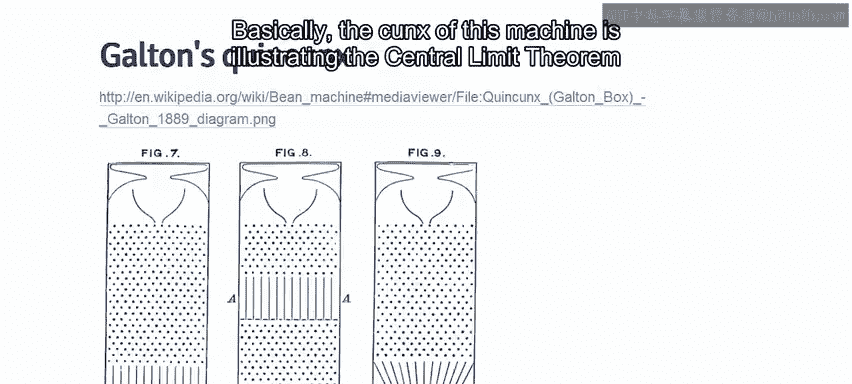 Basically, the cunx of this machine is
illustrating the Central Limit Theorem
Galton's
http://en.wikipedia.org/wiki/Bean_machine#mediaviewer/File:Quincunx_(Galton_Box)_-
_Galton_1889_diagram.png
FIG.7.
FIG.8.
FIG.9.
A
A